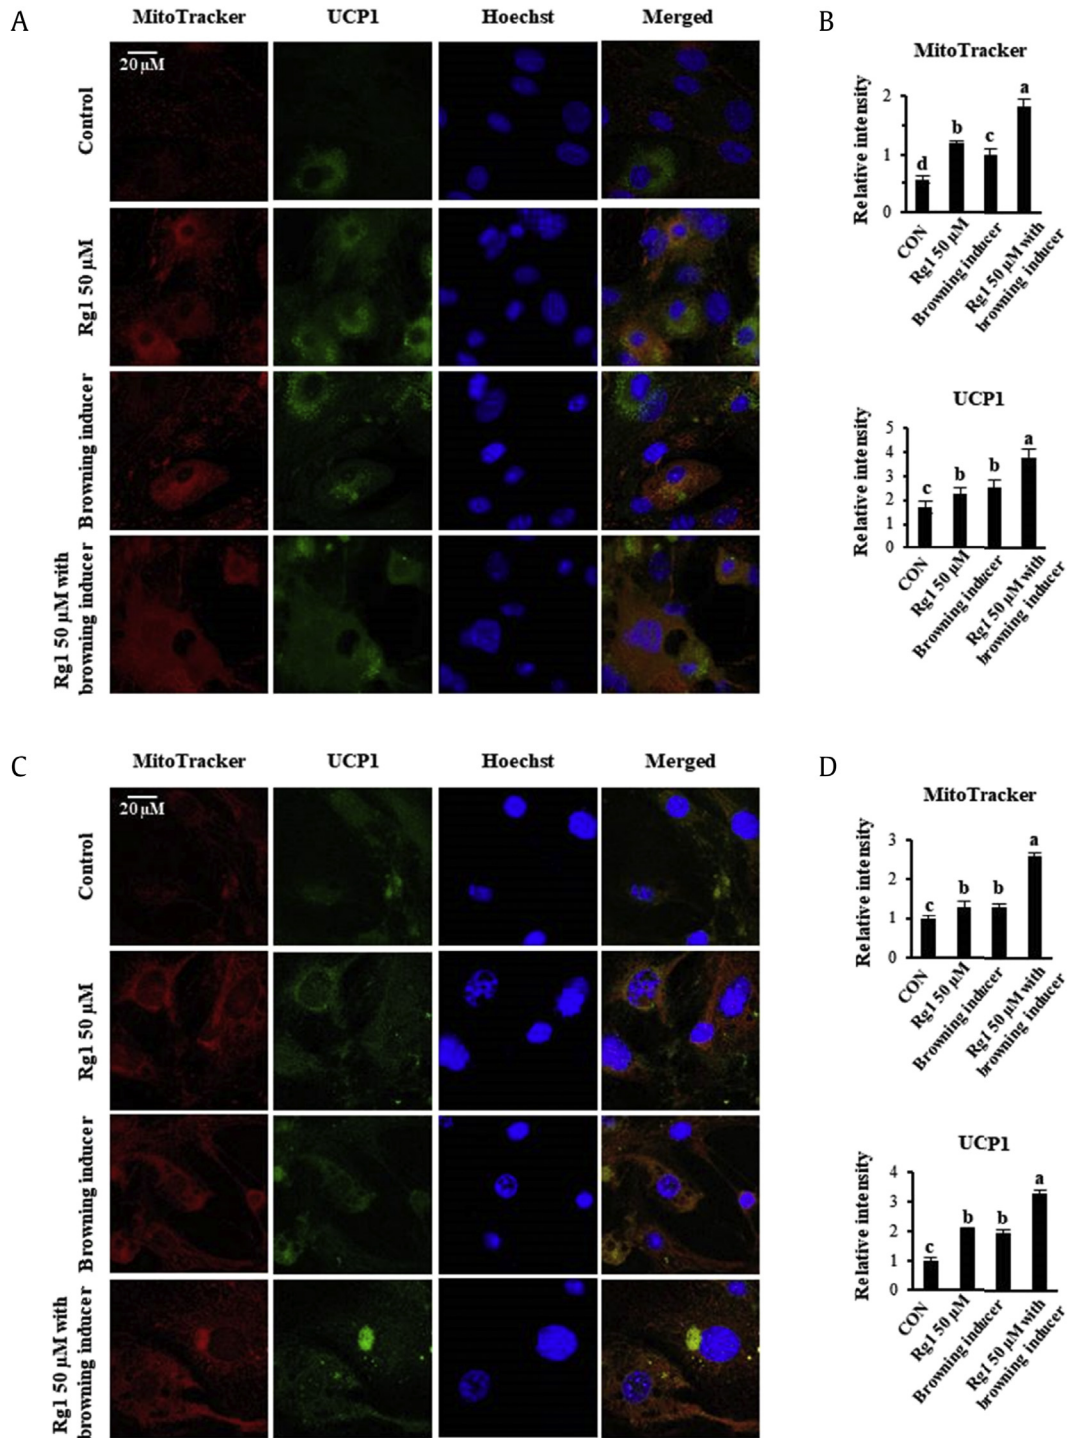 A
MitoTracker UCP1 Hoechst Merged
20 µM
Control
Rg1 50 µM
Browning inducer
Rg1 50 µM with
browning inducer
B
MitoTracker
Relative intensity
2
1
0
d
b
c
a
CON
Rg1 50 µM
Browning inducer
Rg1 50 µM with
browning inducer
UCP1
Relative intensity
5
4
3
2
1
0
c
b
b
a
CON
Rg1 50 µM
Browning inducer
Rg1 50 µM with
browning inducer
C
MitoTracker UCP1 Hoechst Merged
20 µM
Control
Rg1 50 µM
Browning inducer
Rg1 50 µM with
browning inducer
D
MitoTracker
Relative intensity
3
2
1
0
c
b
b
a
CON
Rg1 50 µM
Browning inducer
Rg1 50 µM with
browning inducer
UCP1
Relative intensity
4
3
2
1
0
c
b
b
a
CON
Rg1 50 µM
Browning inducer
Rg1 50 µM with
browning inducer